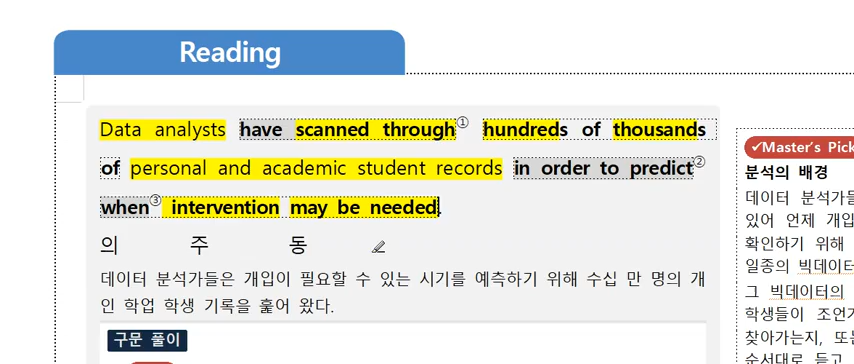 Reading
Data analysts have scanned through① hundreds of thousands
of personal and academic student records in order to predict②
when③ intervention may be needed.
의 주 동
데이터 분석가들은 개입이 필요할 수 있는 시기를 예측하기 위해 수십 만 명의 개
인 학업 학생 기록을 훑어 왔다.
구문 풀이
✓Master's Pick
분석의 배경
데이터 분석가들
있어 언제 개입
확인하기 위해
일종의 빅데이터
그 빅데이터의
학생들이 조언
찾아가는지, 또
순서대로 듣고